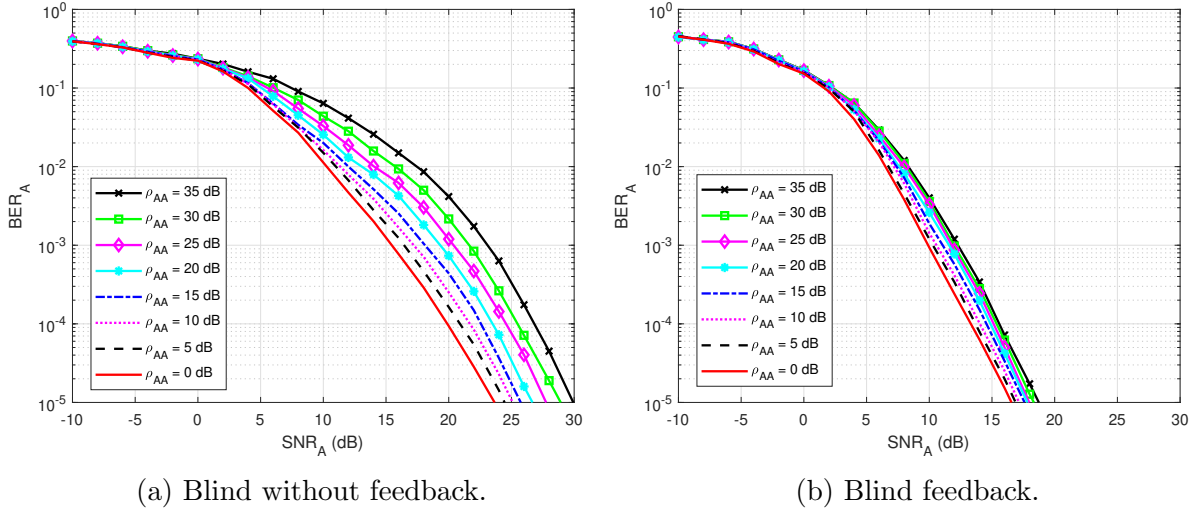 10^0
10^-1
10^-2
10^-3
10^-4
10^-5
BER_A
ρ_AA = 35 dB
ρ_AA = 30 dB
ρ_AA = 25 dB
ρ_AA = 20 dB
ρ_AA = 15 dB
ρ_AA = 10 dB
ρ_AA = 5 dB
ρ_AA = 0 dB
-10 -5 0 5 10 15 20 25 30
SNR_A (dB)
(a) Blind without feedback.
10^0
10^-1
10^-2
10^-3
10^-4
10^-5
BER_A
ρ_AA = 35 dB
ρ_AA = 30 dB
ρ_AA = 25 dB
ρ_AA = 20 dB
ρ_AA = 15 dB
ρ_AA = 10 dB
ρ_AA = 5 dB
ρ_AA = 0 dB
-10 -5 0 5 10 15 20 25 30
SNR_A (dB)
(b) Blind feedback.